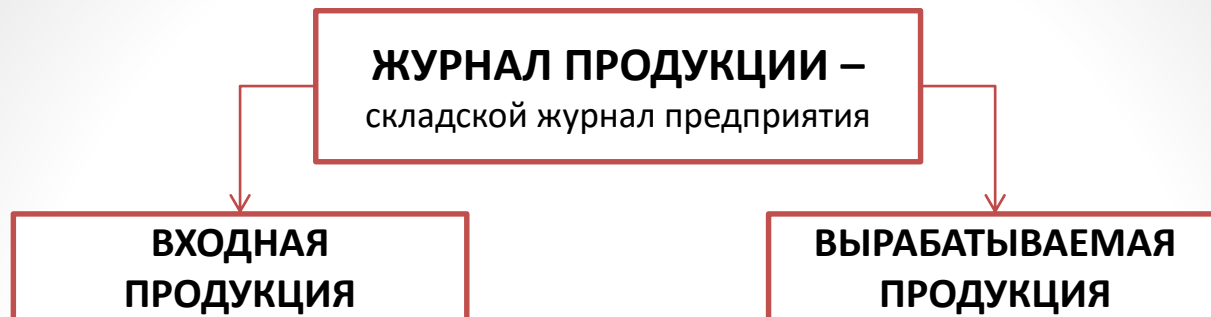 ЖУРНАЛ ПРОДУКЦИИ –
складской журнал предприятия
ВХОДНАЯ
ПРОДУКЦИЯ
ВЫРАБАТЫВАЕМАЯ
ПРОДУКЦИЯ